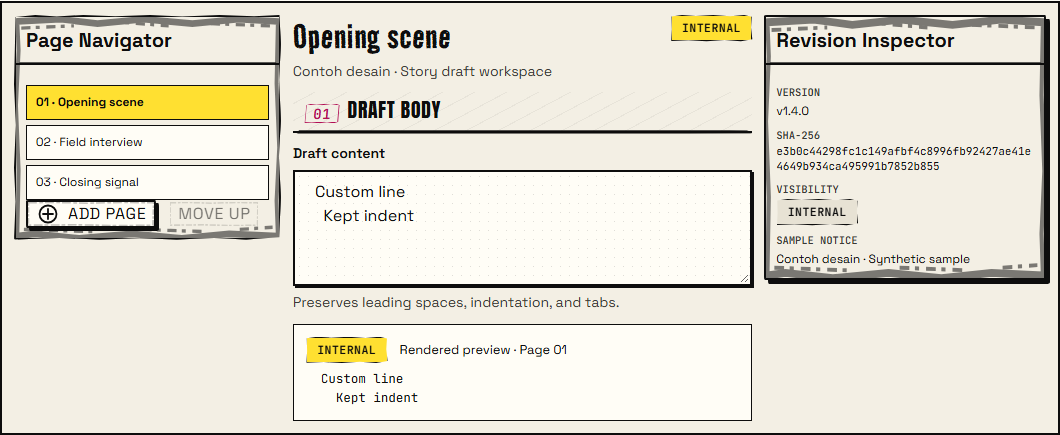 Page Navigator
01 · Opening scene
02 · Field interview
03 · Closing signal
ADD PAGE
MOVE UP
Opening scene
INTERNAL
Contoh desain · Story draft workspace
01 DRAFT BODY
Draft content
Custom line
  Kept indent
Preserves leading spaces, indentation, and tabs.
INTERNAL Rendered preview · Page 01
Custom line
  Kept indent
Revision Inspector
VERSION
v1.4.0
SHA-256
e3b0c44298fc1c149afbf4c8996fb92427ae41e
4649b934ca495991b7852b855
VISIBILITY
INTERNAL
SAMPLE NOTICE
Contoh desain · Synthetic sample